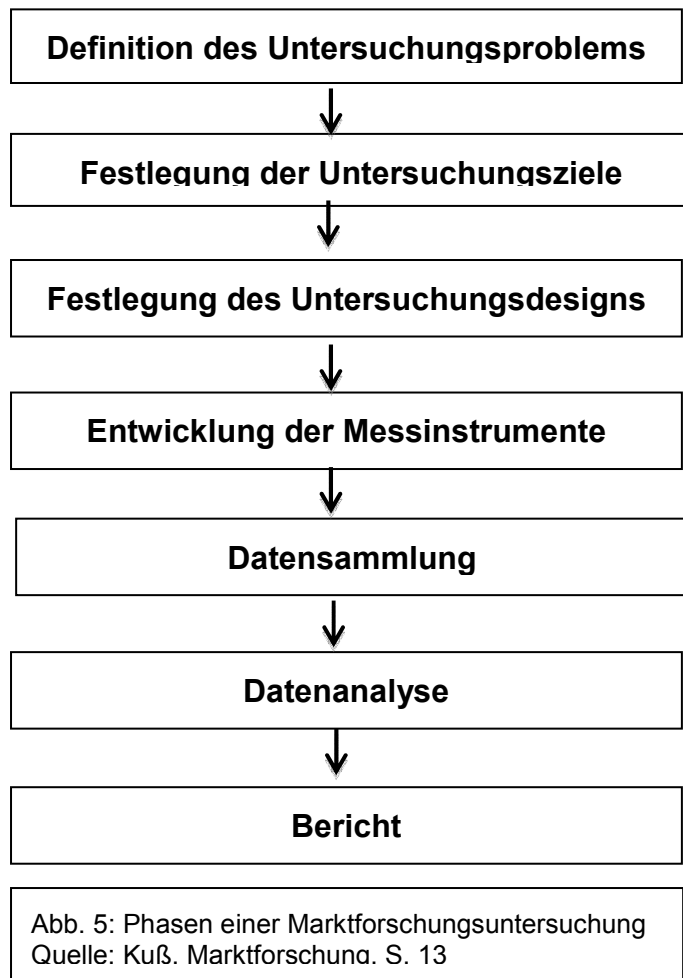 Definition des Untersuchungsproblems
Festlegung der Untersuchungsziele
Festlegung des Untersuchungsdesigns
Entwicklung der Messinstrumente
Datensammlung
Datenanalyse
Bericht
Abb. 5: Phasen einer Marktforschungsuntersuchung
Quelle: Kuß, Marktforschung, S. 13